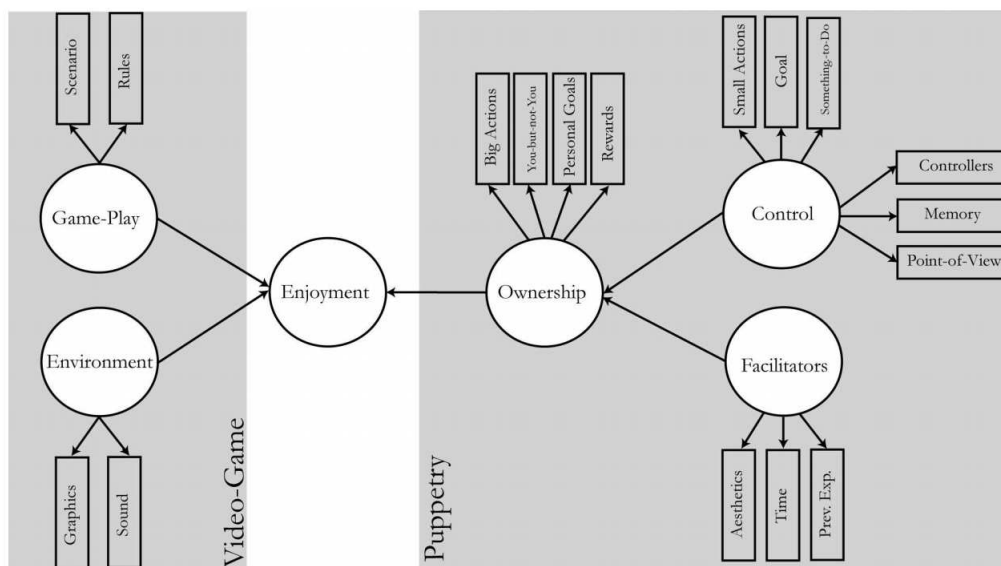 Scenario
Rules
Game-Play
Environment
Graphics
Sound
Video-Game
Enjoyment
Puppetry
Big Actions
You-but-not-You
Personal Goals
Rewards
Ownership
Small Actions
Goal
Something-to-Do
Control
Controllers
Memory
Point-of-View
Facilitators
Aesthetics
Time
Prev. Exp.